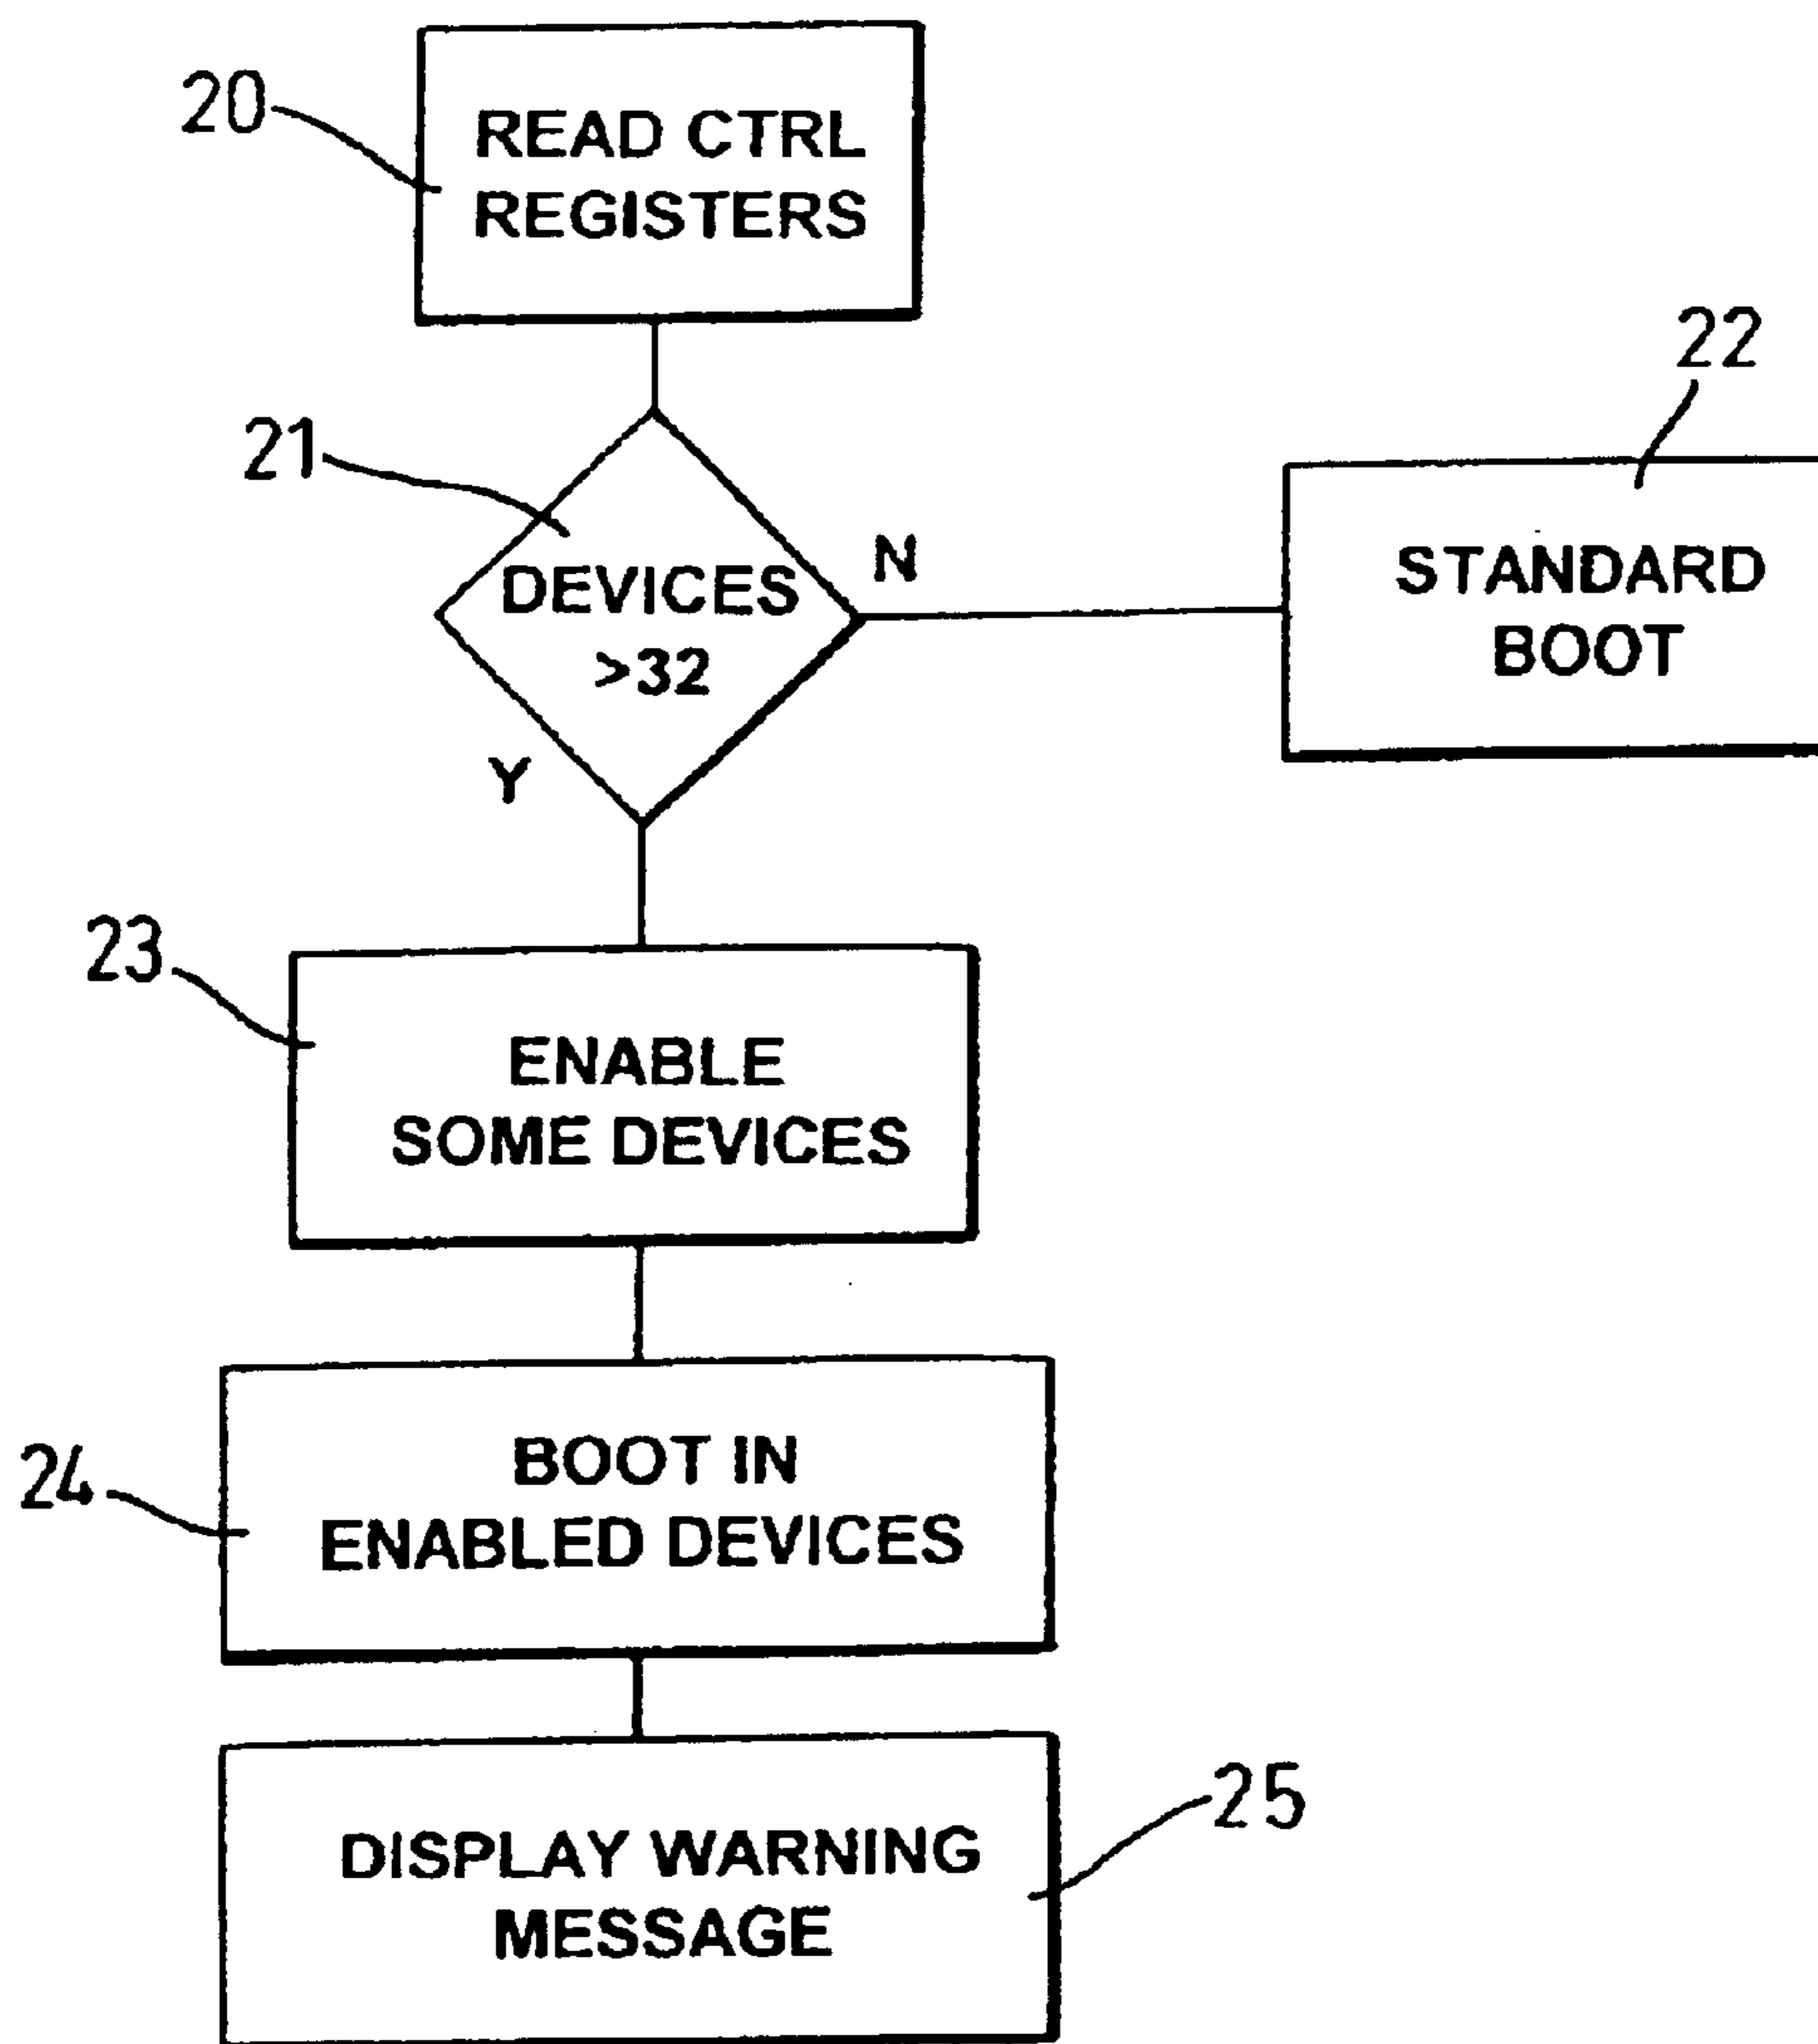 20
READ CTRL
REGISTERS
22
21
N
DEVICES
>32
STANDARD
BOOT
Y
23
ENABLE
SOME DEVICES
24
BOOT IN
ENABLED DEVICES
25
DISPLAY WARNING
MESSAGE